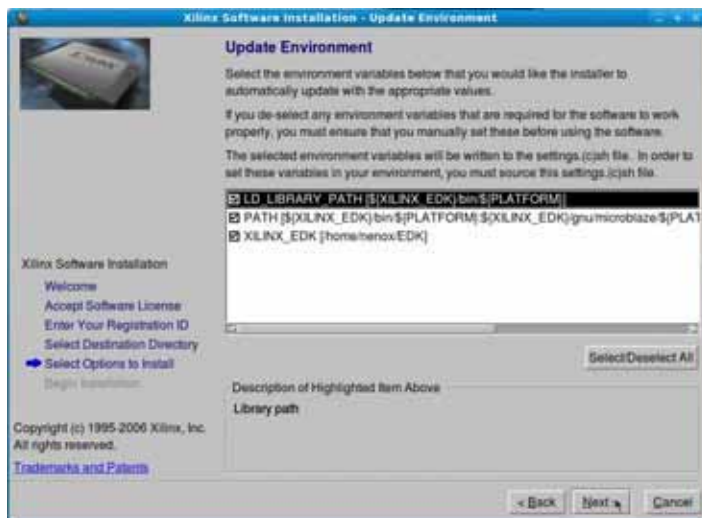 Xilinx Software Installation - Update Environment
XILINX
Update Environment
Select the environment variables below that you would like the installer to
automatically update with the appropriate values.
If you de-select any environment variables that are required for the software to work
properly, you must ensure that you manually set these before using the software.
The selected environment variables will be written to the settings.(c)sh file. In order to
set these variables in your environment, you must source this settings.(c)sh file.
LD_LIBRARY_PATH [${XILINX_EDK}/bin/${PLATFORM}]
PATH [${XILINX_EDK}/bin/${PLATFORM}:${XILINX_EDK}/gnu/microblaze/${PLAT
XILINX_EDK [/home/nenox/EDK]
Select/Deselect All
Description of Highlighted Item Above
Library path
Xilinx Software Installation
Welcome
Accept Software License
Enter Your Registration ID
Select Destination Directory
Select Options to Install
Begin Installation
Copyright (c) 1995-2006 Xilinx, Inc.
All rights reserved.
Trademarks and Patents
< Back
Next >
Cancel